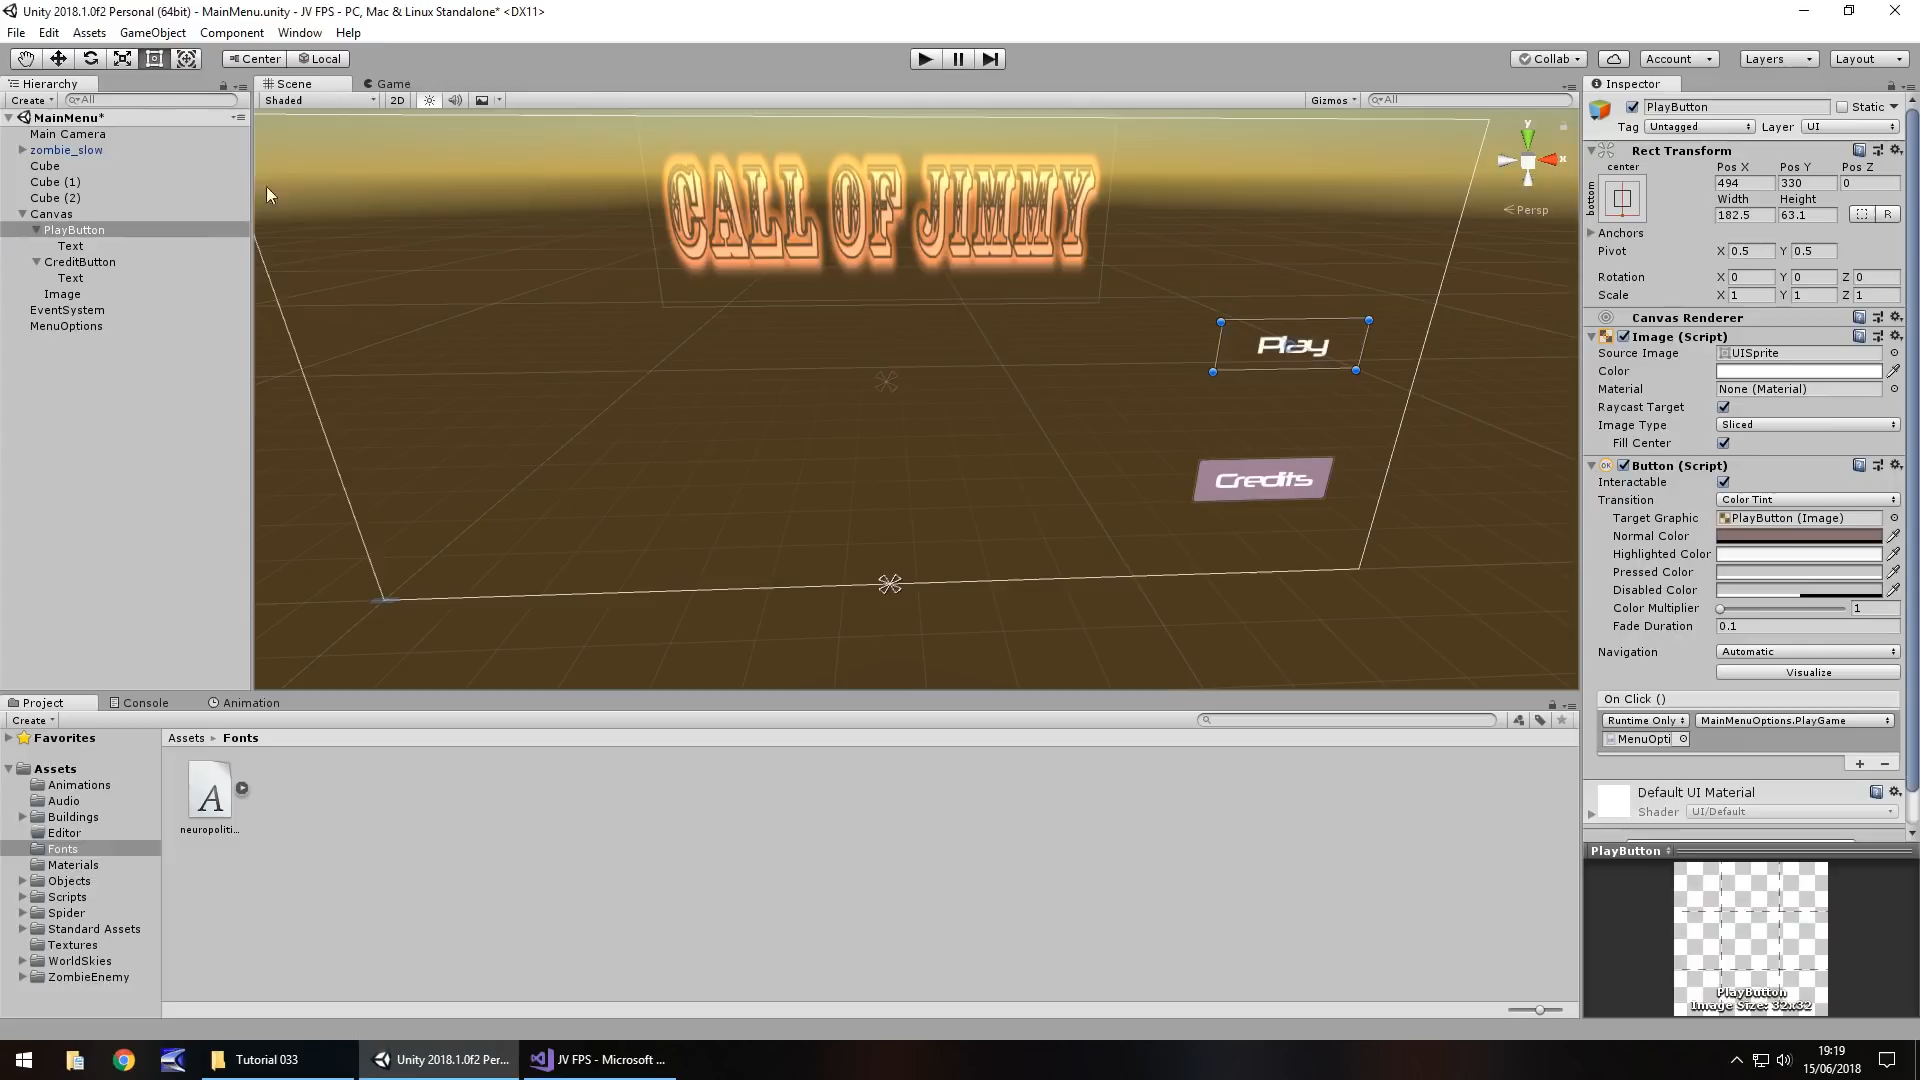 Unity 2018.1.0f2 Personal (64bit) - MainMenu.unity - JV FPS - PC, Mac & Linux Standalone* <DX11>
File Edit Assets GameObject Component Window Help
Center Local Collab Account Layers Layout
Hierarchy
Create All
MainMenu*
Main Camera
zombie_slow
Cube
Cube (1)
Cube (2)
Canvas
PlayButton
Text
CreditButton
Text
Image
EventSystem
MenuOptions
Scene Game
Shaded 2D Gizmos All
CALL OF JIMMY
y
x
Persp
Play
Credits
Inspector
PlayButton Static
Tag Untagged Layer UI
Rect Transform
center Pos X Pos Y Pos Z
bottom 494 330 0
Width Height
182.5 63.1 R
Anchors
Pivot X 0.5 Y 0.5
Rotation X 0 Y 0 Z 0
Scale X 1 Y 1 Z 1
Canvas Renderer
Image (Script)
Source Image UISprite
Color
Material None (Material)
Raycast Target
Image Type Sliced
Fill Center
OK Button (Script)
Interactable
Transition Color Tint
Target Graphic PlayButton (Image)
Normal Color
Highlighted Color
Pressed Color
Disabled Color
Color Multiplier 1
Fade Duration 0.1
Navigation Automatic
Visualize
On Click ()
Runtime Only MainMenuOptions.PlayGame
MenuOpti
+ -
Default UI Material
Shader UI/Default
PlayButton
PlayButton
Image Size: 32x32
Project Console Animation
Create
Favorites
Assets
Animations
Audio
Buildings
Editor
Fonts
Materials
Objects
Scripts
Spider
Standard Assets
Textures
WorldSkies
ZombieEnemy
Assets Fonts
A
neuropoliti...
Tutorial 033
Unity 2018.1.0f2 Per...
JV FPS - Microsoft ...
19:19
15/06/2018